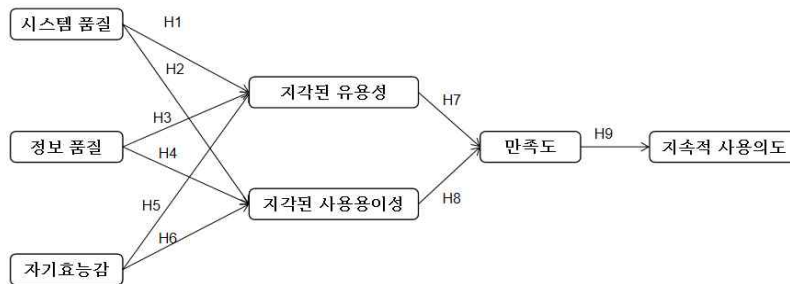 시스템 품질
H1
H2
지각된 유용성
H7
H3
정보 품질
H4
만족도
H9
지속적 사용의도
H5
지각된 사용용이성
H8
H6
자기효능감